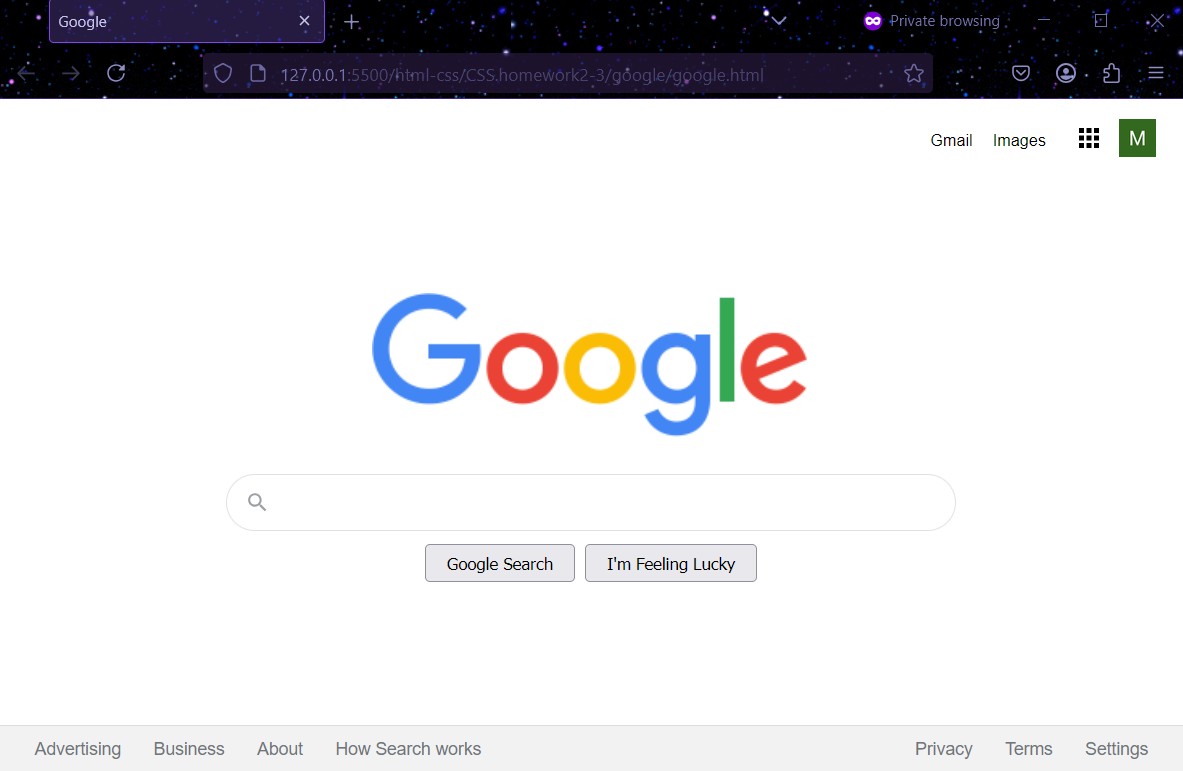 Google
Private browsing
127.0.0.1:5500/html-css/CSS.homework2-3/google/google.html
Gmail Images M
Google
Google Search I'm Feeling Lucky
Advertising Business About How Search works Privacy Terms Settings